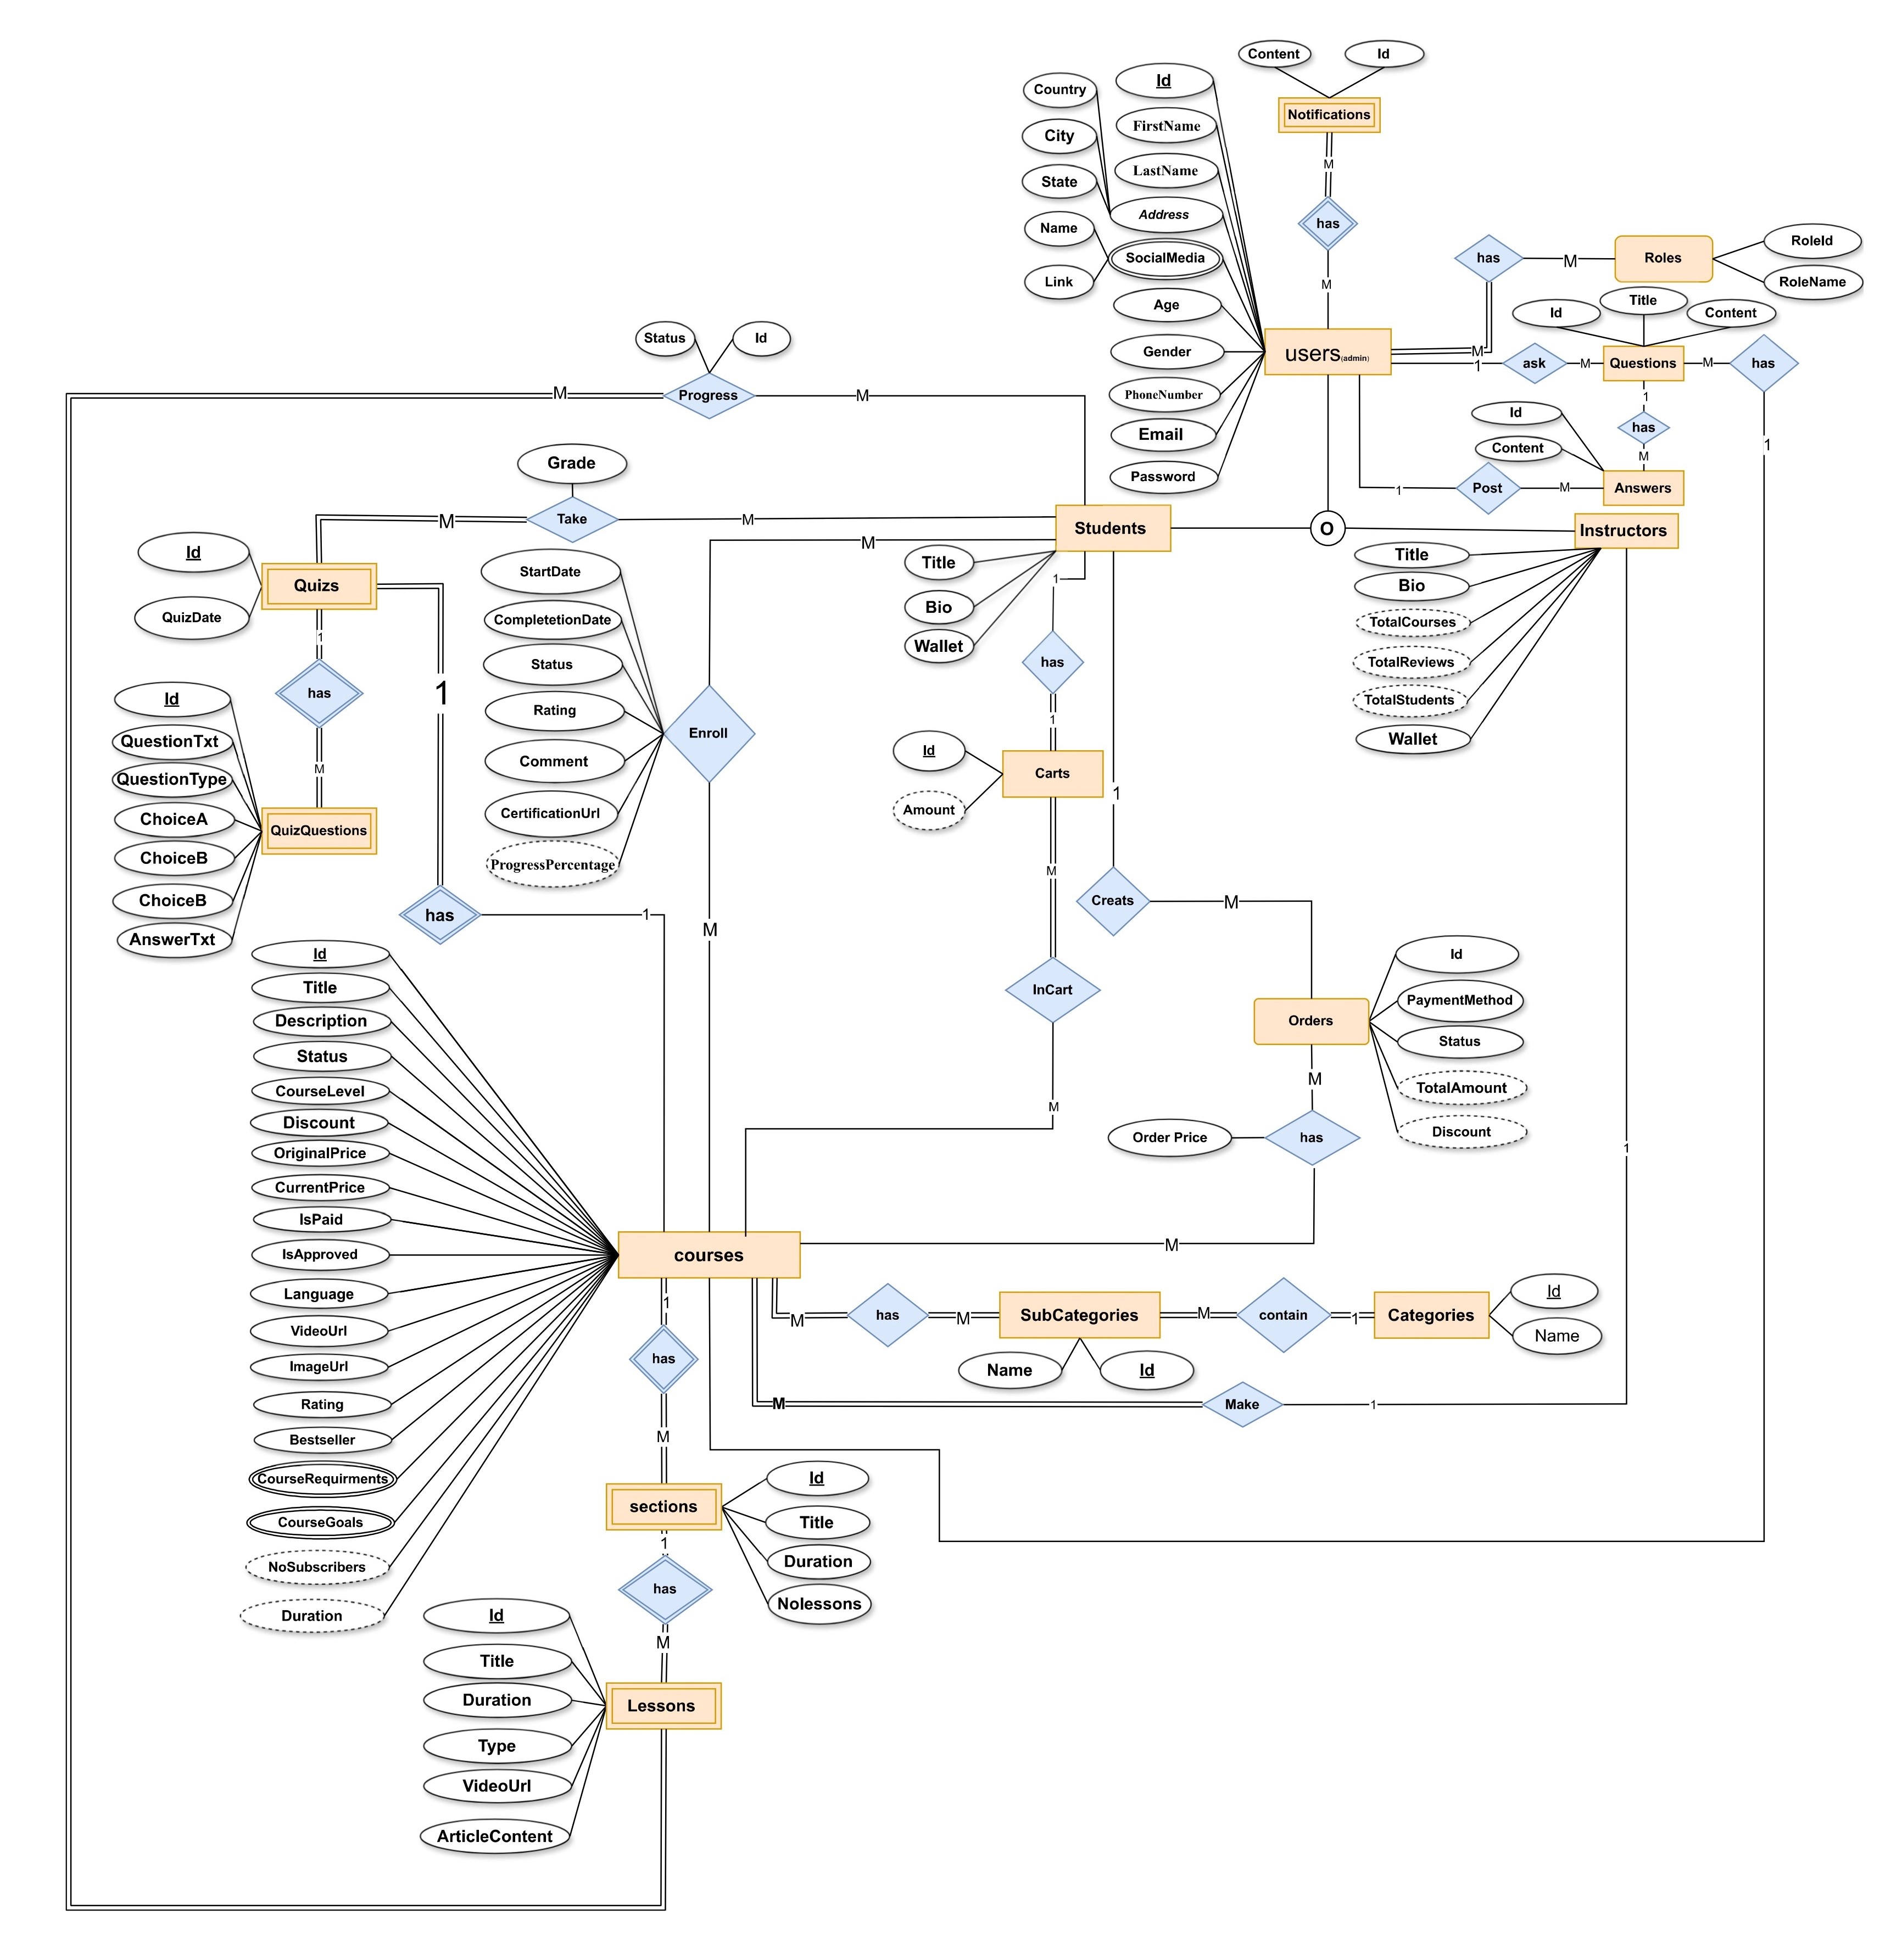 Content
Id
Notifications
M
has
M
Country
City
State
Name
Link
Id
FirstName
LastName
Address
SocialMedia
Age
Gender
PhoneNumber
Email
Password
users(admin)
has
M
Roles
RoleId
RoleName
M
1
ask
M
Questions
Id
Title
Content
M
has
1
1
has
M
Id
Content
Answers
1
Post
M
Status
Id
M
Progress
M
Grade
M
Take
M
Students
O
Instructors
M
Title
Bio
Wallet
1
has
1
Title
Bio
TotalCourses
TotalReviews
TotalStudents
Wallet
Id
QuizDate
Quizs
1
has
M
1
Id
QuestionTxt
QuestionType
ChoiceA
ChoiceB
ChoiceB
AnswerTxt
QuizQuestions
has
1
StartDate
CompletetionDate
Status
Rating
Comment
CertificationUrl
ProgressPercentage
Enroll
M
Id
Amount
Carts
M
InCart
M
1
Creats
M
Orders
Id
PaymentMethod
Status
TotalAmount
Discount
M
Order Price
has
M
1
Id
Title
Description
Status
CourseLevel
Discount
OriginalPrice
CurrentPrice
IsPaid
IsApproved
Language
VideoUrl
ImageUrl
Rating
Bestseller
CourseRequirments
CourseGoals
NoSubscribers
Duration
courses
M
has
M
SubCategories
Name
Id
M
contain
1
Categories
Id
Name
M
Make
1
1
has
M
sections
Id
Title
Duration
Nolessons
1
has
M
Lessons
Id
Title
Duration
Type
VideoUrl
ArticleContent